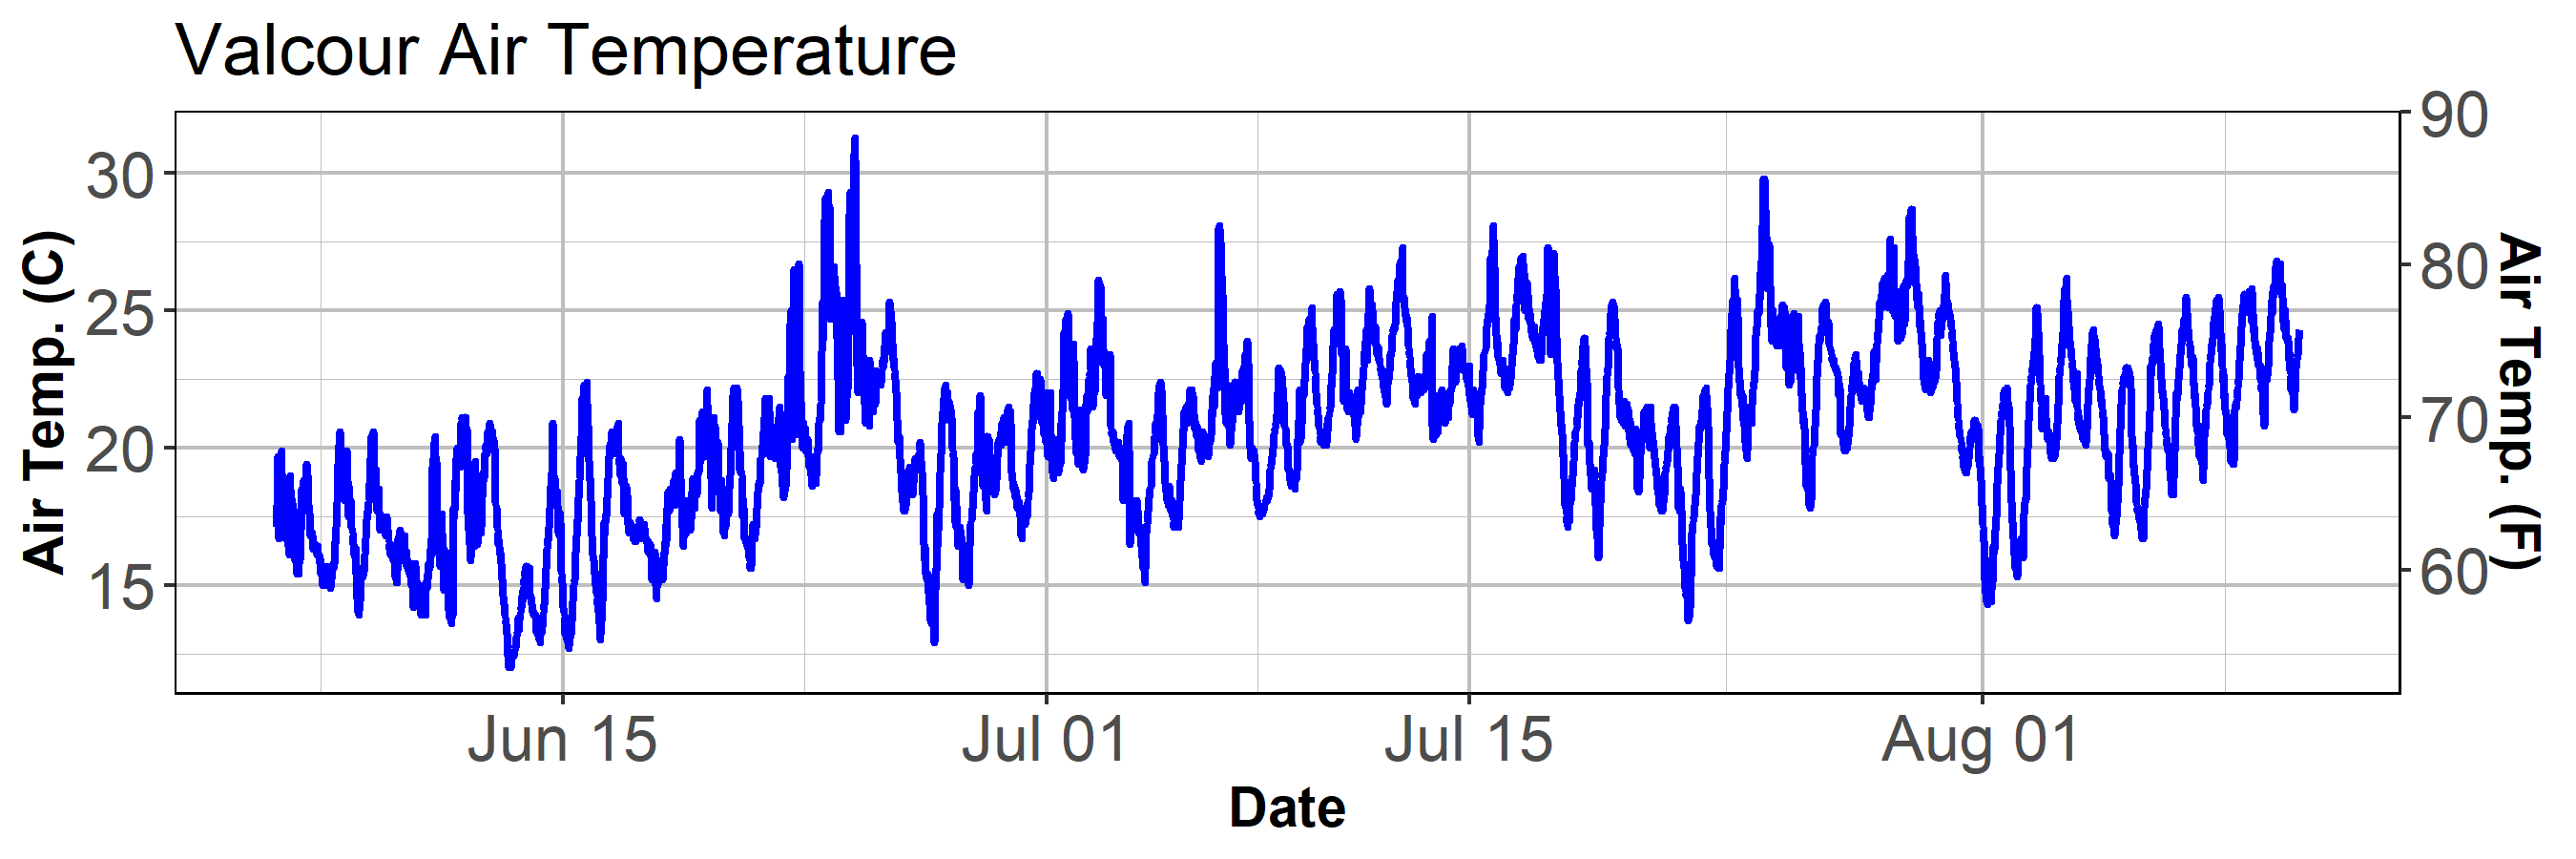 Valcour Air Temperature
Air Temp. (C)
30
25
20
15
90
80
70
60
Air Temp. (F)
Jun 15
Jul 01
Jul 15
Aug 01
Date